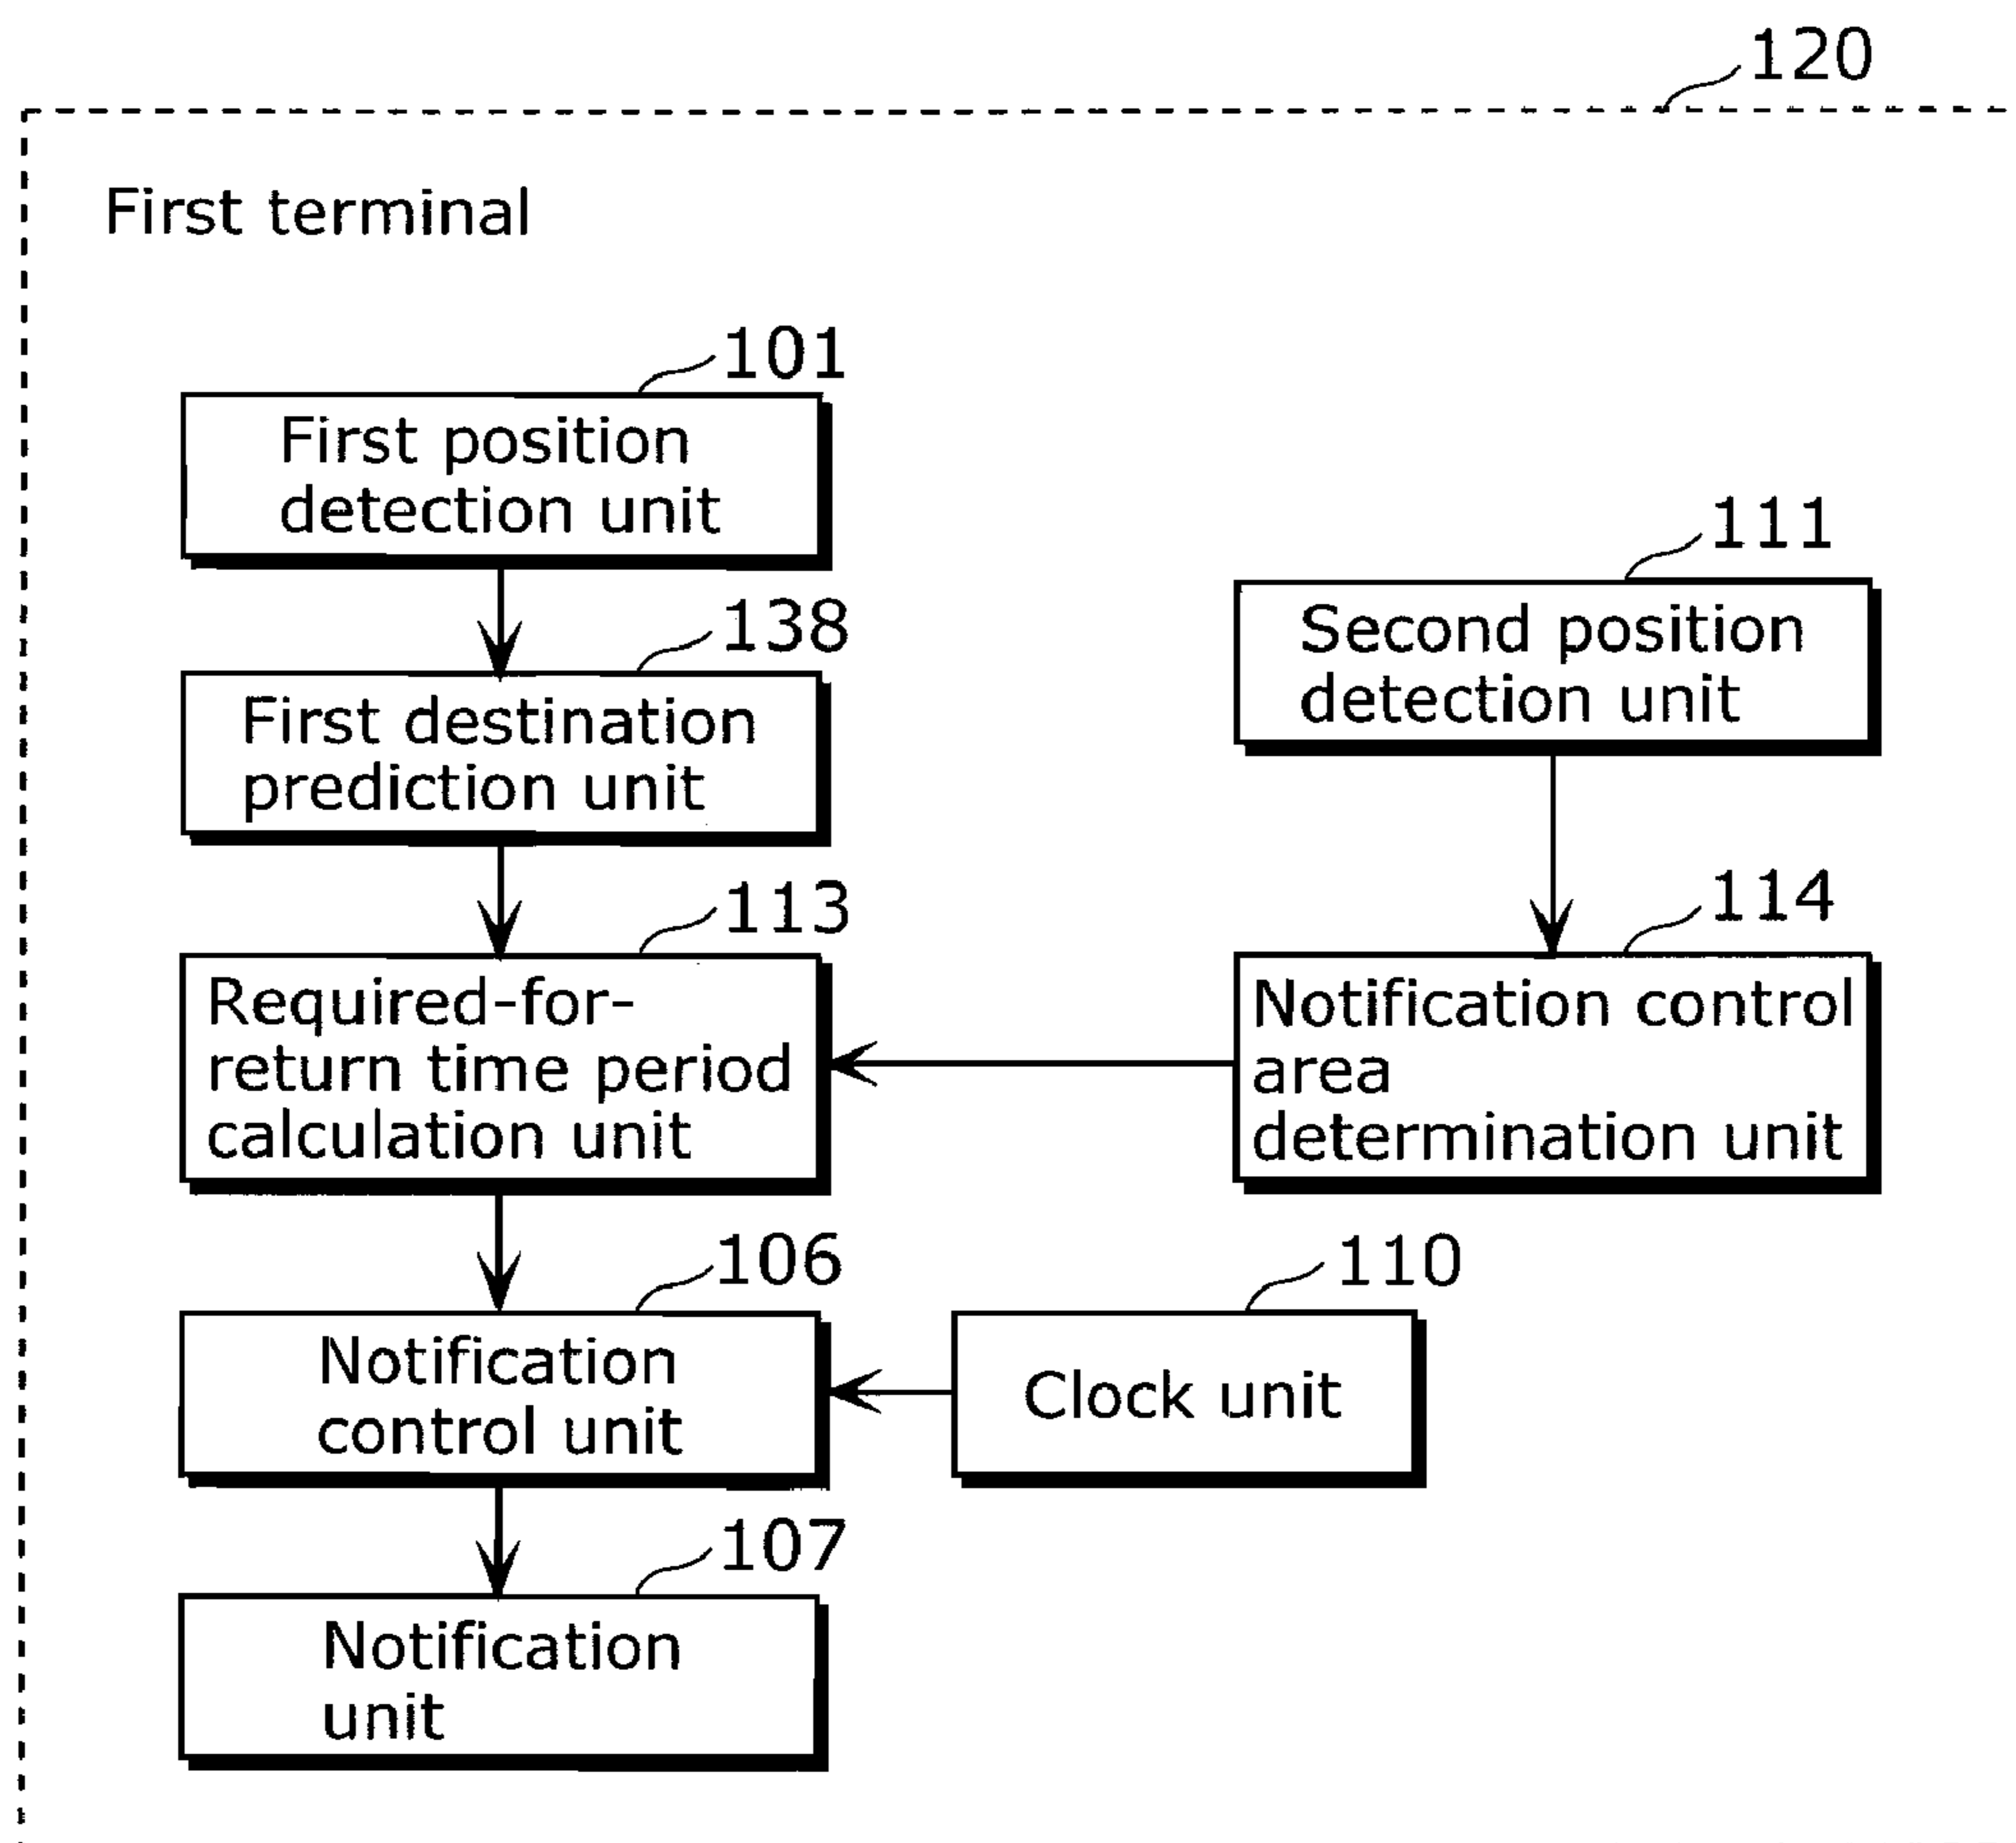 120
First terminal
101
First position
detection unit
111
Second position
detection unit
138
First destination
prediction unit
113
Required-for-
return time period
calculation unit
114
Notification control
area
determination unit
106
Notification
control unit
110
Clock unit
107
Notification
unit